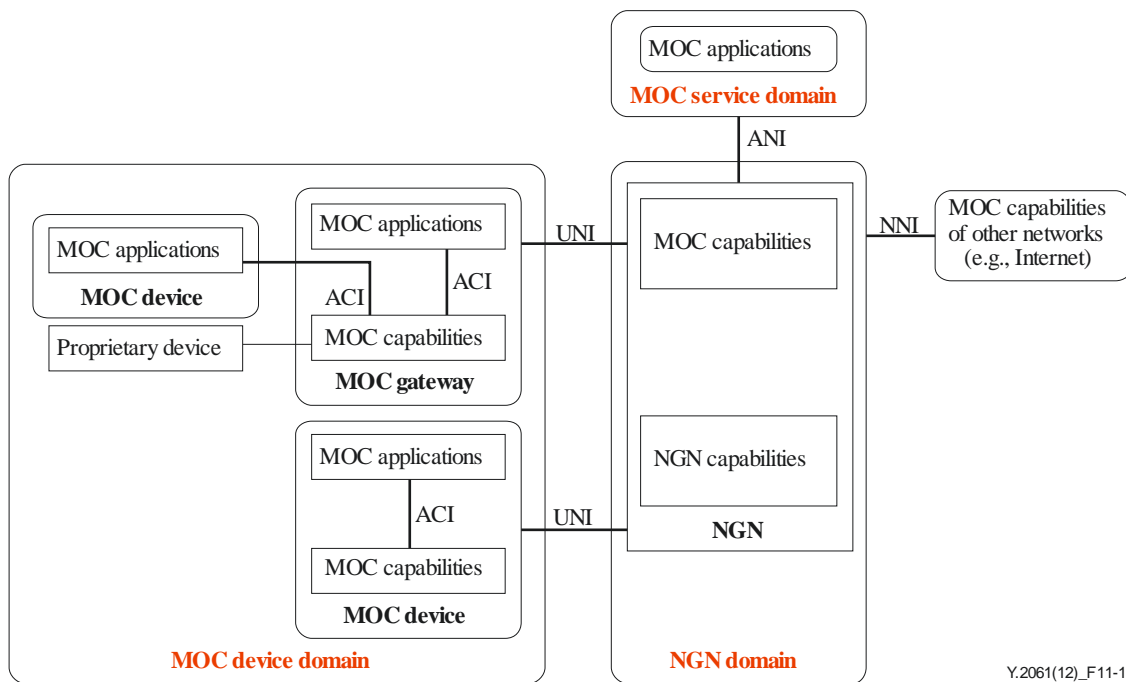 MOC applications
MOC service domain
ANI
MOC applications
MOC device
Proprietary device
MOC applications
ACI
ACI
MOC capabilities
MOC gateway
UNI
MOC capabilities
NNI
MOC capabilities
of other networks
(e.g., Internet)
MOC applications
ACI
MOC capabilities
MOC device
UNI
NGN capabilities
NGN
MOC device domain
NGN domain
Y.2061(12)_F11-1